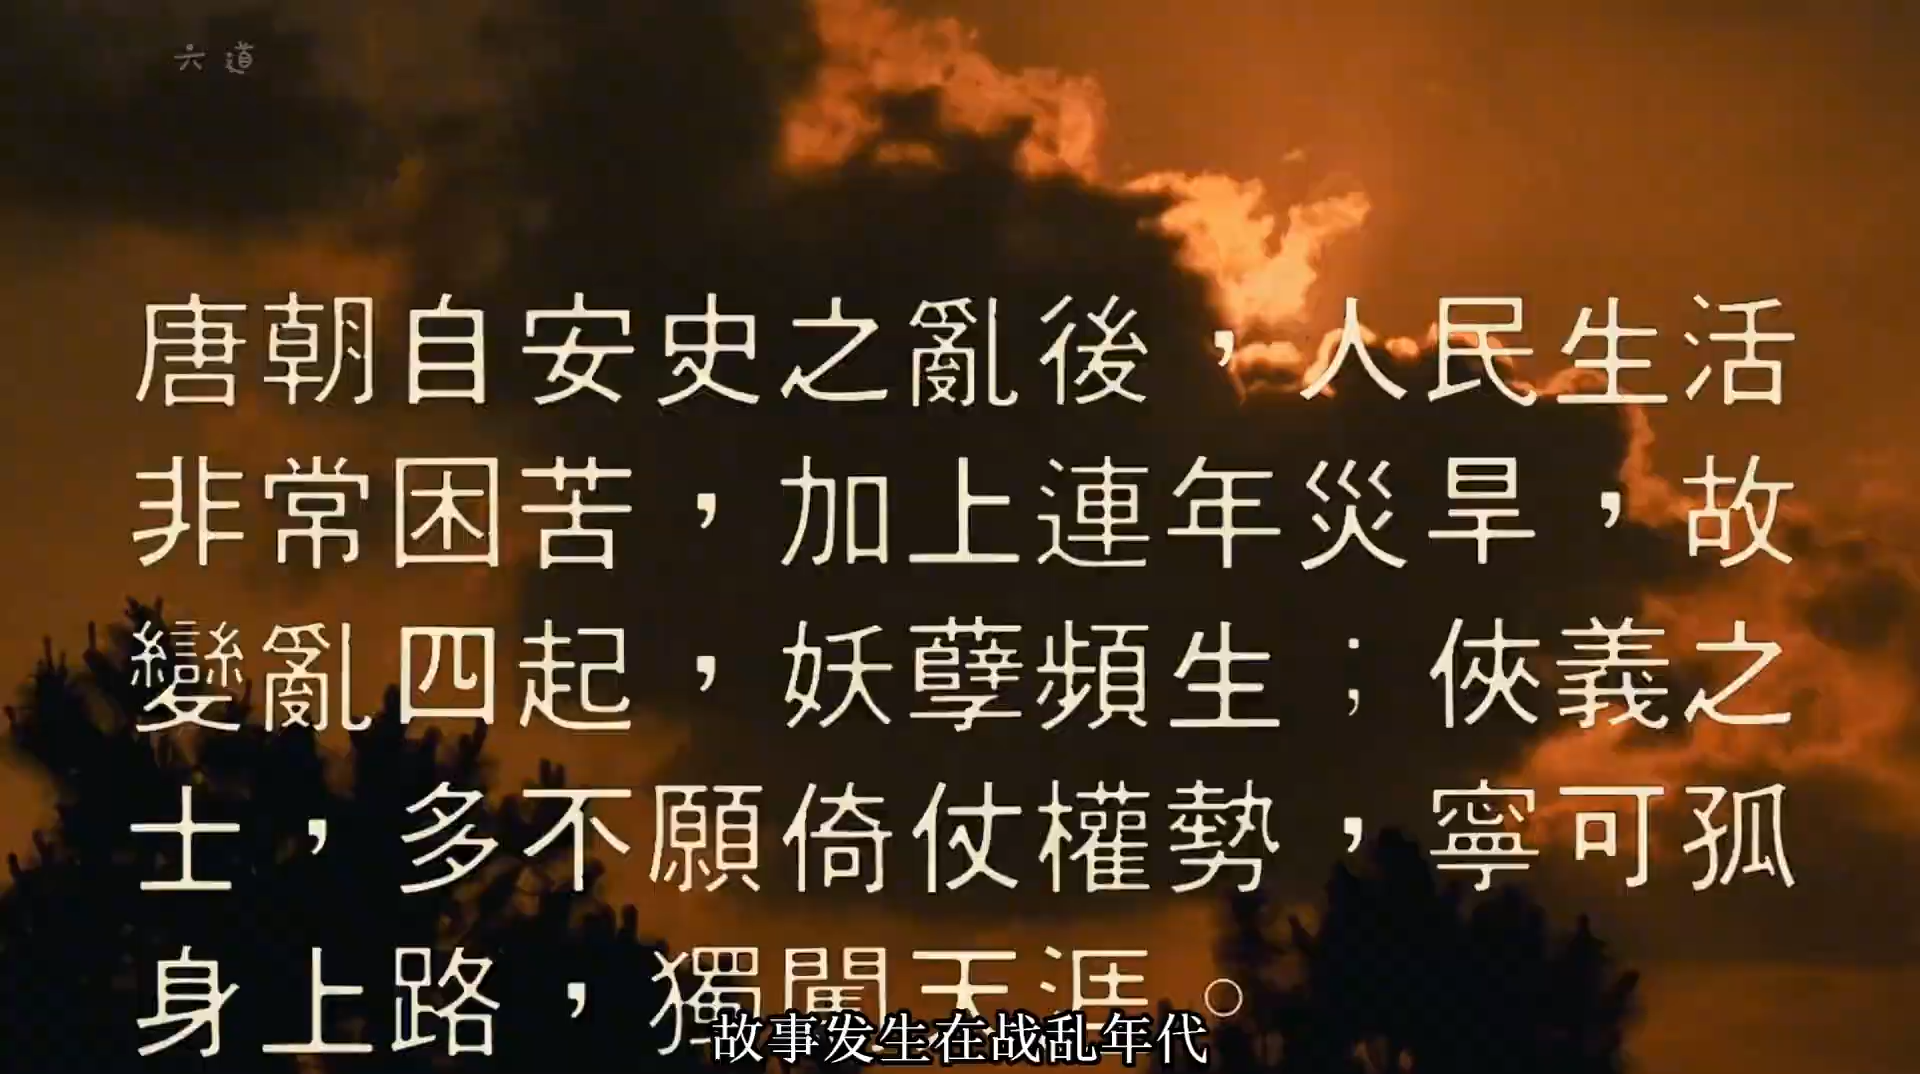 六道
唐朝自安史之亂後，人民生活
非常困苦，加上連年災旱，故
變亂四起，妖孽頻生；俠義之
士，多不願倚仗權勢，寧可孤
身上路，獨闖天涯。
故事发生在战乱年代